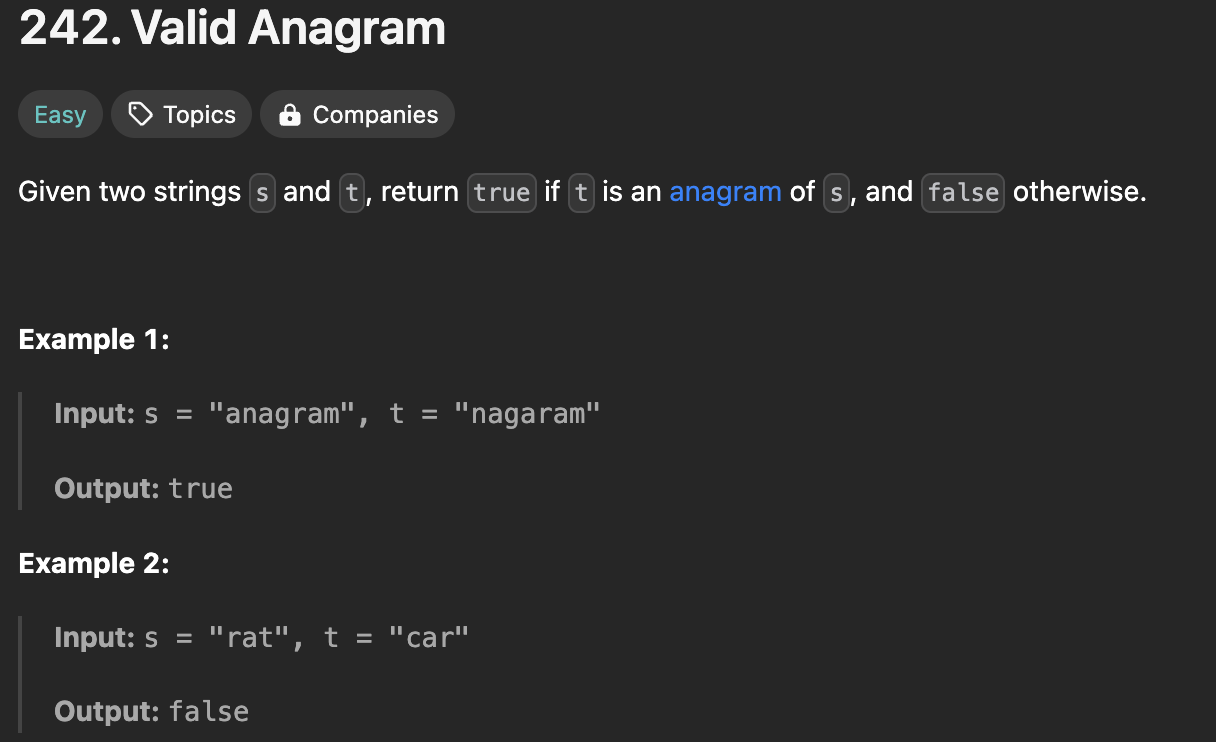 242. Valid Anagram
Easy Topics Companies
Given two strings s and t, return true if t is an anagram of s, and false otherwise.
Example 1:
Input: s = "anagram", t = "nagaram"
Output: true
Example 2:
Input: s = "rat", t = "car"
Output: false